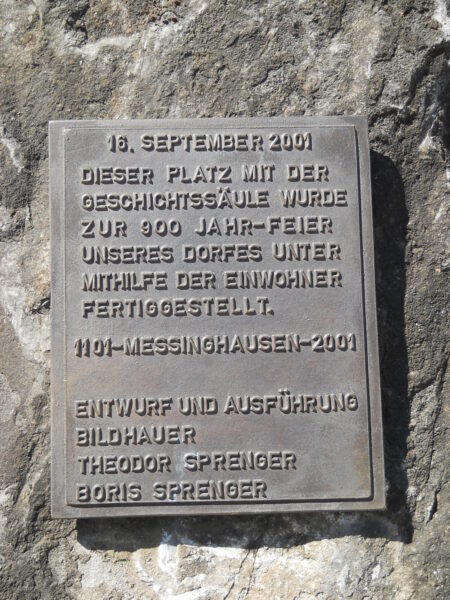 16. SEPTEMBER 2001
DIESER PLATZ MIT DER
GESCHICHTSSÄULE WURDE
ZUR 900 JAHR-FEIER
UNSERES DORFES UNTER
MITHILFE DER EINWOHNER
FERTIGGESTELLT.
1101-MESSINGHAUSEN-2001
ENTWURF UND AUSFÜHRUNG
BILDHAUER
THEODOR SPRENGER
BORIS SPRENGER